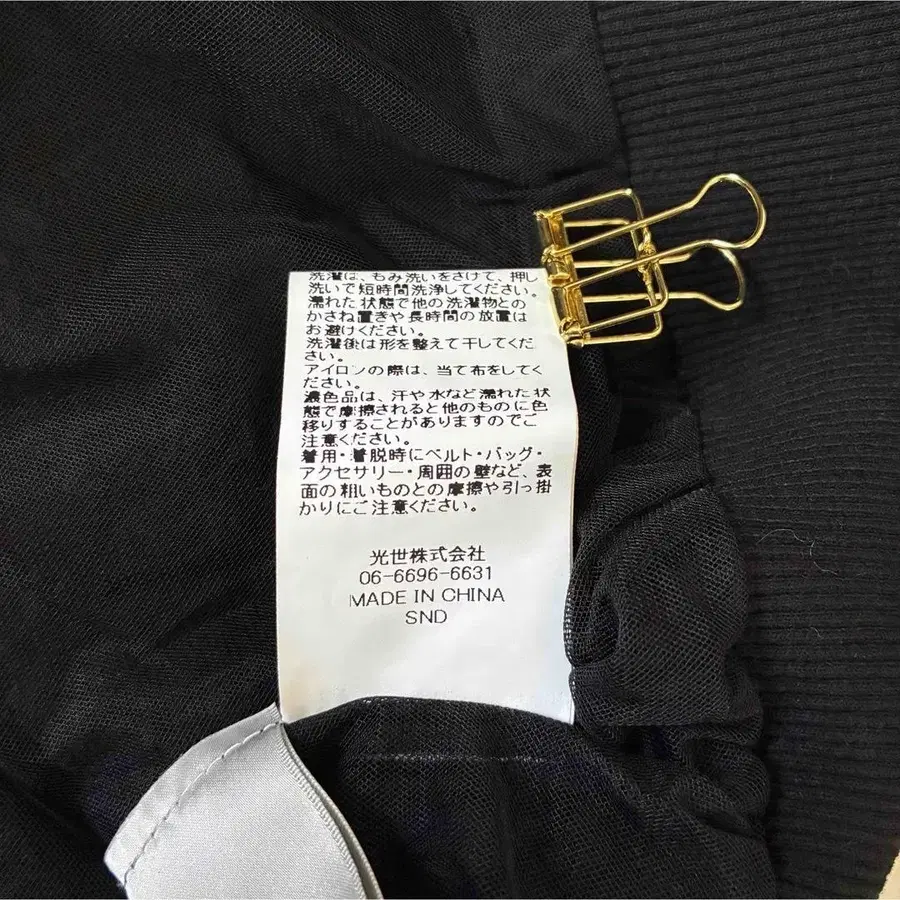 洗濯は、もみ洗いをさけて、押し
洗いで短時間洗浄してください。
濡れた状態で他の洗濯物との
かさね置きや長時間の放置は
お避けください。
洗濯後は形を整えて干してくだ
さい。
アイロンの際は、当て布をしてく
ださい。
濃色品は、汗や水など濡れた状
態で摩擦されると他のものに色
移りすることがありますのでご
注意ください。
着用・着脱時にベルト・バッグ・
アクセサリー・周囲の壁など、表
面の粗いものとの摩擦や引っ掛
かりにご注意ください。
光世株式会社
06-6696-6631
MADE IN CHINA
SND